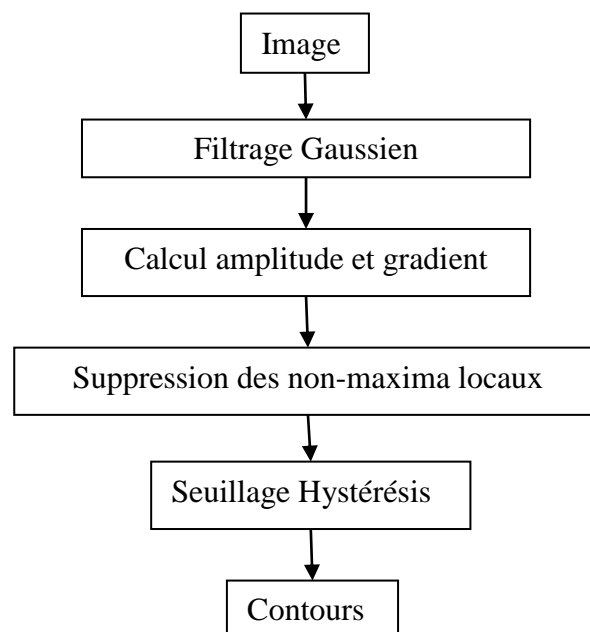 Image
Filtrage Gaussien
Calcul amplitude et gradient
Suppression des non-maxima locaux
Seuillage Hystérésis
Contours